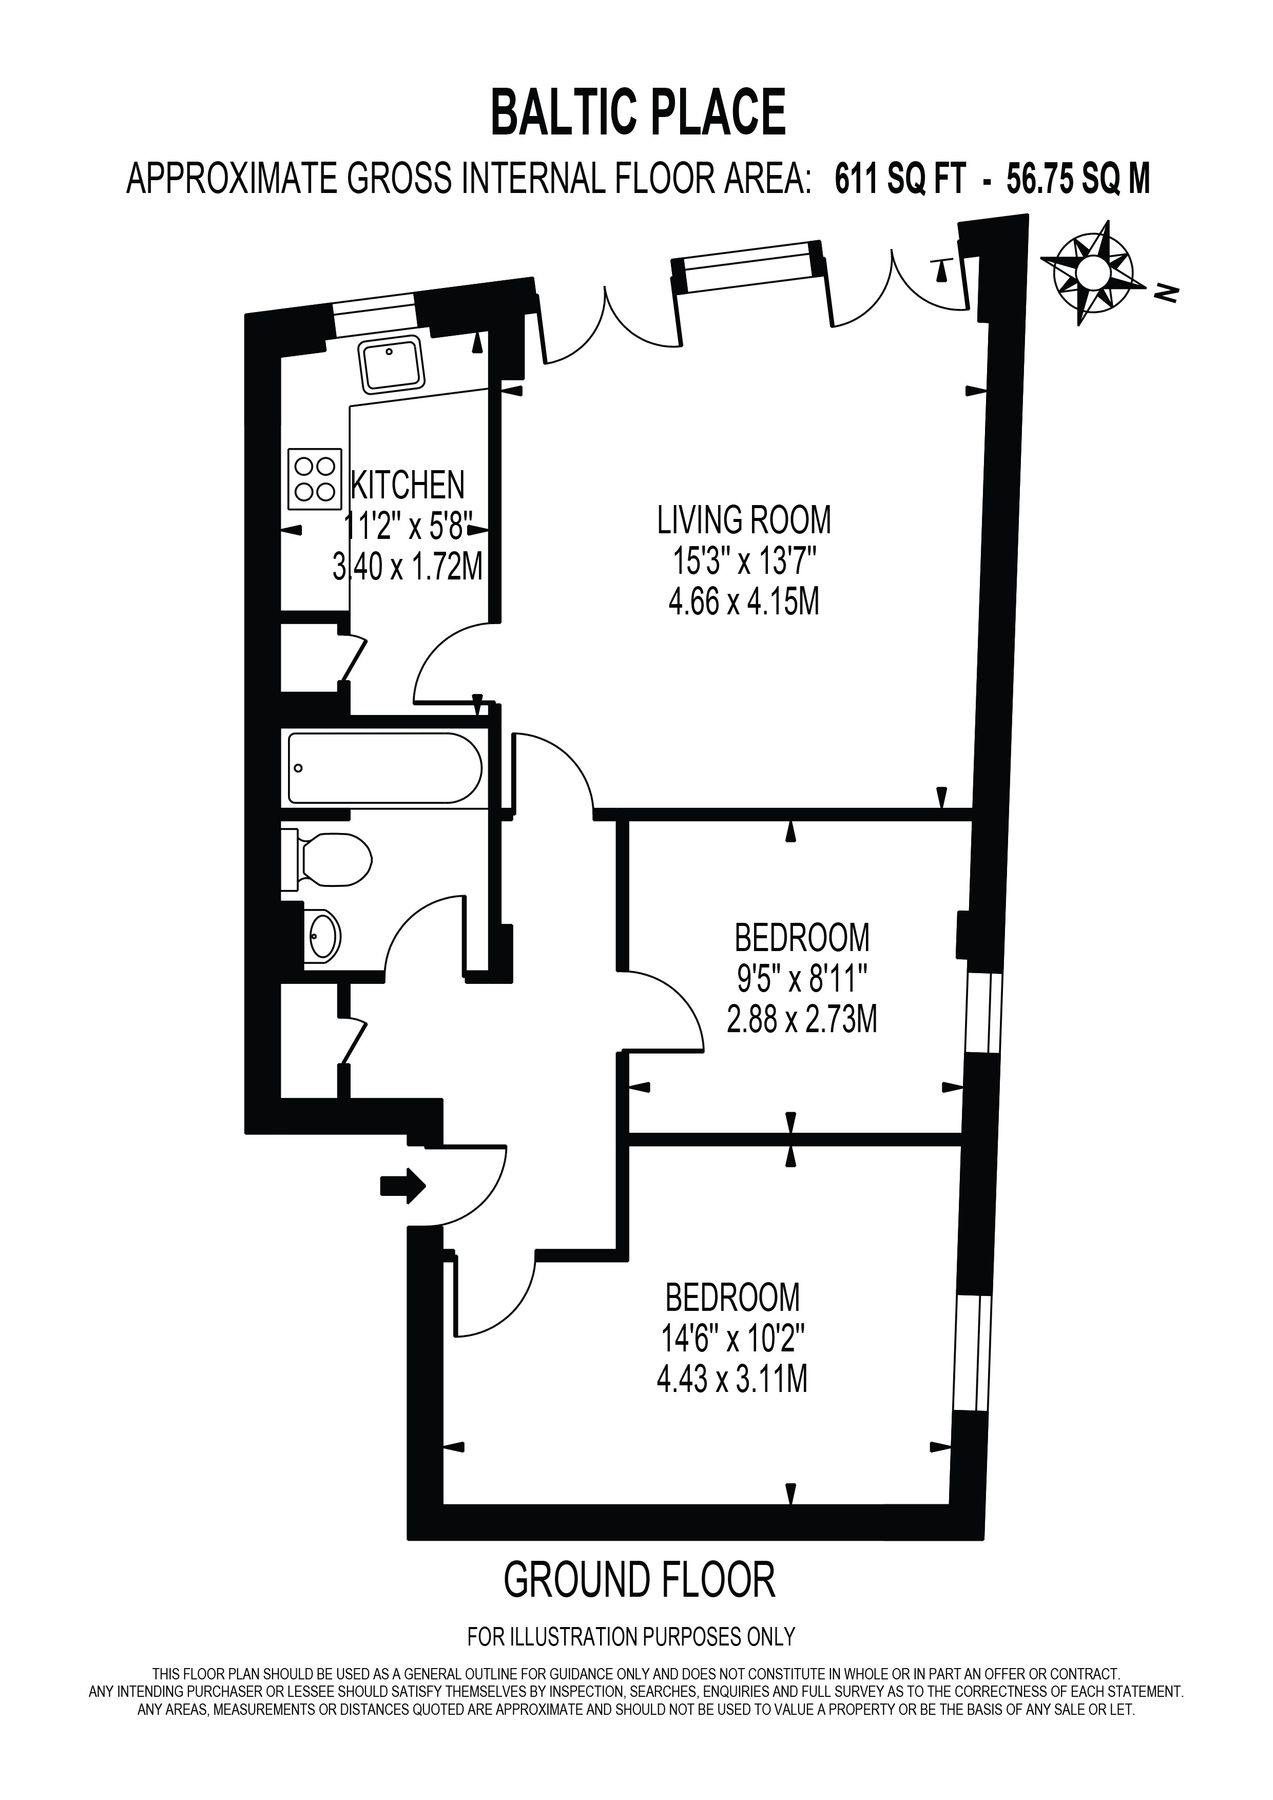 BALTIC PLACE
APPROXIMATE GROSS INTERNAL FLOOR AREA: 611 SQ FT - 56.75 SQ M
N
KITCHEN
11'2" x 5'8"
3.40 x 1.72M
LIVING ROOM
15'3" x 13'7"
4.66 x 4.15M
BEDROOM
9'5" x 8'11"
2.88 x 2.73M
BEDROOM
14'6" x 10'2"
4.43 x 3.11M
GROUND FLOOR
FOR ILLUSTRATION PURPOSES ONLY
THIS FLOOR PLAN SHOULD BE USED AS A GENERAL OUTLINE FOR GUIDANCE ONLY AND DOES NOT CONSTITUTE IN WHOLE OR IN PART AN OFFER OR CONTRACT.
ANY INTENDING PURCHASER OR LESSEE SHOULD SATISFY THEMSELVES BY INSPECTION, SEARCHES, ENQUIRIES AND FULL SURVEY AS TO THE CORRECTNESS OF EACH STATEMENT.
ANY AREAS, MEASUREMENTS OR DISTANCES QUOTED ARE APPROXIMATE AND SHOULD NOT BE USED TO VALUE A PROPERTY OR BE THE BASIS OF ANY SALE OR LET.